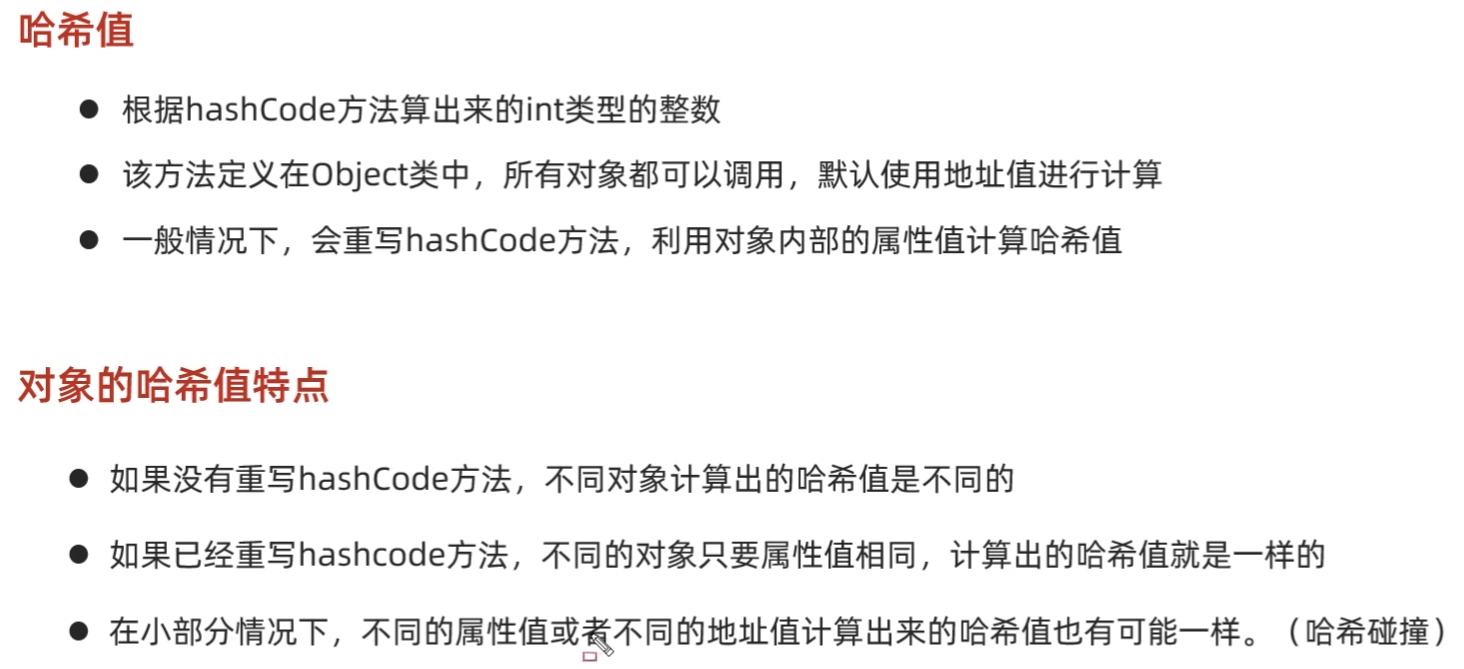 哈希值
● 根据hashCode方法算出来的int类型的整数
● 该方法定义在Object类中，所有对象都可以调用，默认使用地址值进行计算
● 一般情况下，会重写hashCode方法，利用对象内部的属性值计算哈希值
对象的哈希值特点
● 如果没有重写hashCode方法，不同对象计算出的哈希值是不同的
● 如果已经重写hashcode方法，不同的对象只要属性值相同，计算出的哈希值就是一样的
● 在小部分情况下，不同的属性值或者不同的地址值计算出来的哈希值也有可能一样。（哈希碰撞）